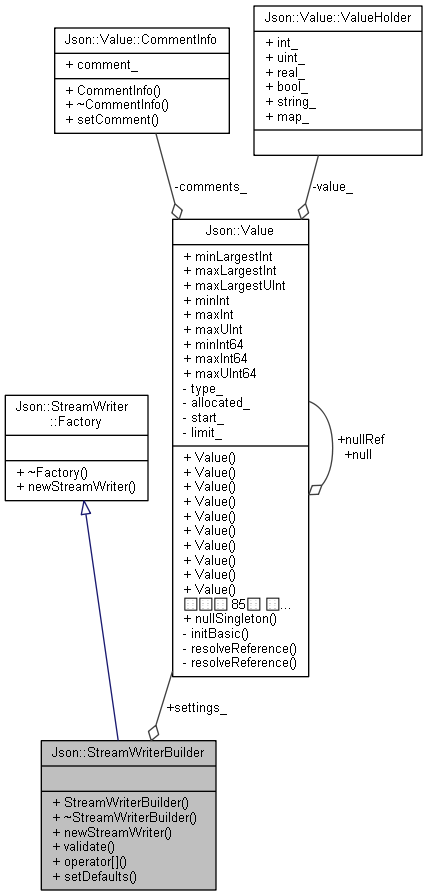 Json::Value::CommentInfo
+ comment_
+ CommentInfo()
+ ~CommentInfo()
+ setComment()
Json::Value::ValueHolder
+ int_
+ uint_
+ real_
+ bool_
+ string_
+ map_
-comments_
-value_
Json::Value
+ minLargestInt
+ maxLargestInt
+ maxLargestUInt
+ minInt
+ maxInt
+ maxUInt
+ minInt64
+ maxInt64
+ maxUInt64
- type_
- allocated_
- start_
- limit_
+ Value()
+ Value()
+ Value()
+ Value()
+ Value()
+ Value()
+ Value()
+ Value()
+ Value()
+ Value()
85 ...
+ nullSingleton()
- initBasic()
- resolveReference()
- resolveReference()
+nullRef
+null
Json::StreamWriter
::Factory
+ ~Factory()
+ newStreamWriter()
+settings_
Json::StreamWriterBuilder
+ StreamWriterBuilder()
+ ~StreamWriterBuilder()
+ newStreamWriter()
+ validate()
+ operator[]()
+ setDefaults()